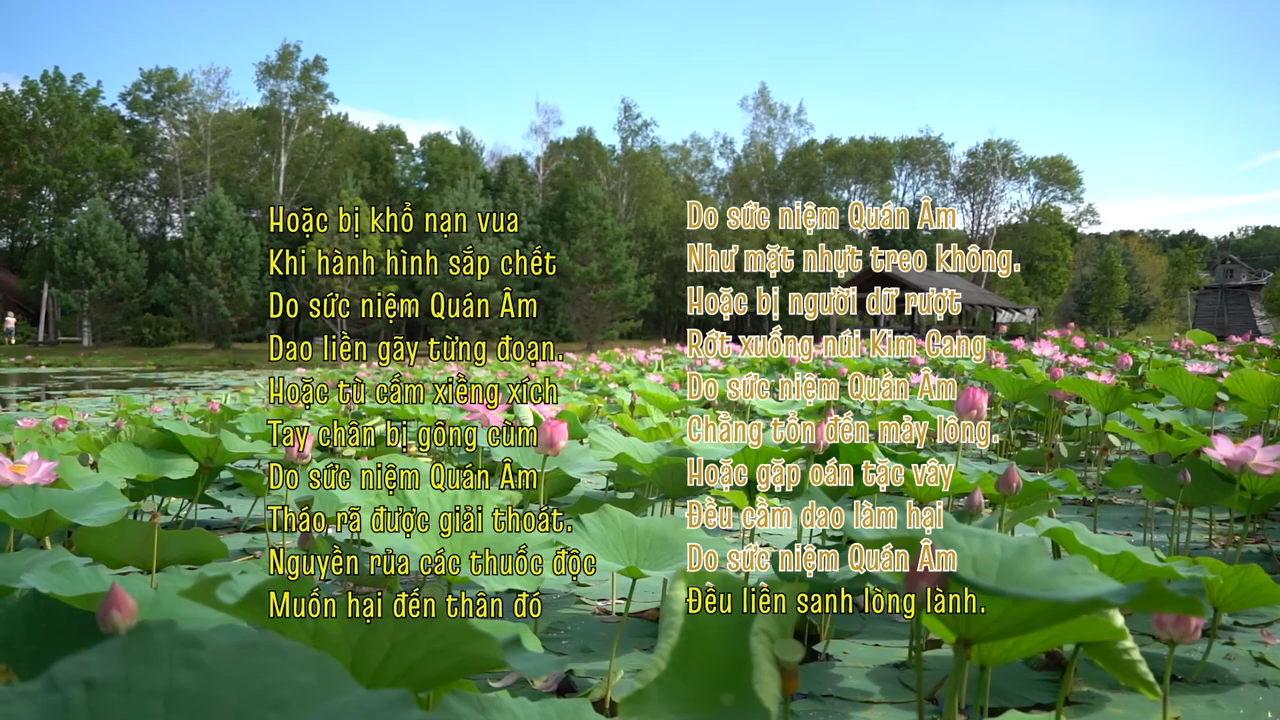 Hoặc bị khổ nạn vua
Khi hành hình sắp chết
Do sức niệm Quán Âm
Dao liền gãy từng đoạn.
Hoặc tù cấm xiềng xích
Tay chân bị gông cùm
Do sức niệm Quán Âm
Tháo rã được giải thoát.
Nguyền rủa các thuốc độc
Muốn hại đến thân đó
Do sức niệm Quán Âm
Như mặt nhựt treo không.
Hoặc bị người dữ rượt
Rớt xuống núi Kim Cang
Do sức niệm Quán Âm
Chẳng tổn đến mảy lông.
Hoặc gặp oán tặc vây
Đều cầm dao làm hại
Do sức niệm Quán Âm
Đều liền sanh lòng lành.